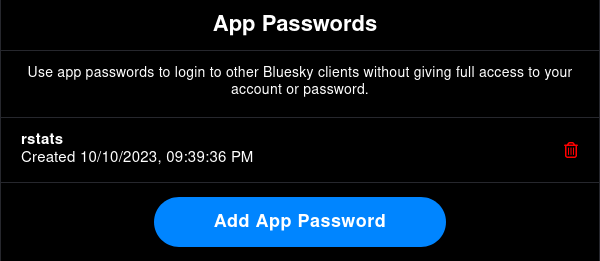 App Passwords
Use app passwords to login to other Bluesky clients without giving full access to your
account or password.
rstats
Created 10/10/2023, 09:39:36 PM
Add App Password